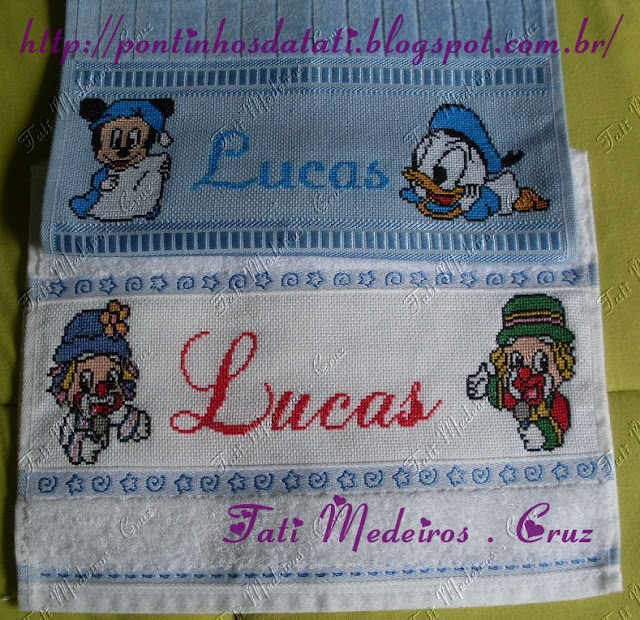 http://pontinhosdatati.blogspot.com.br/
Lucas
Lucas
Tati Medeiros . Cruz